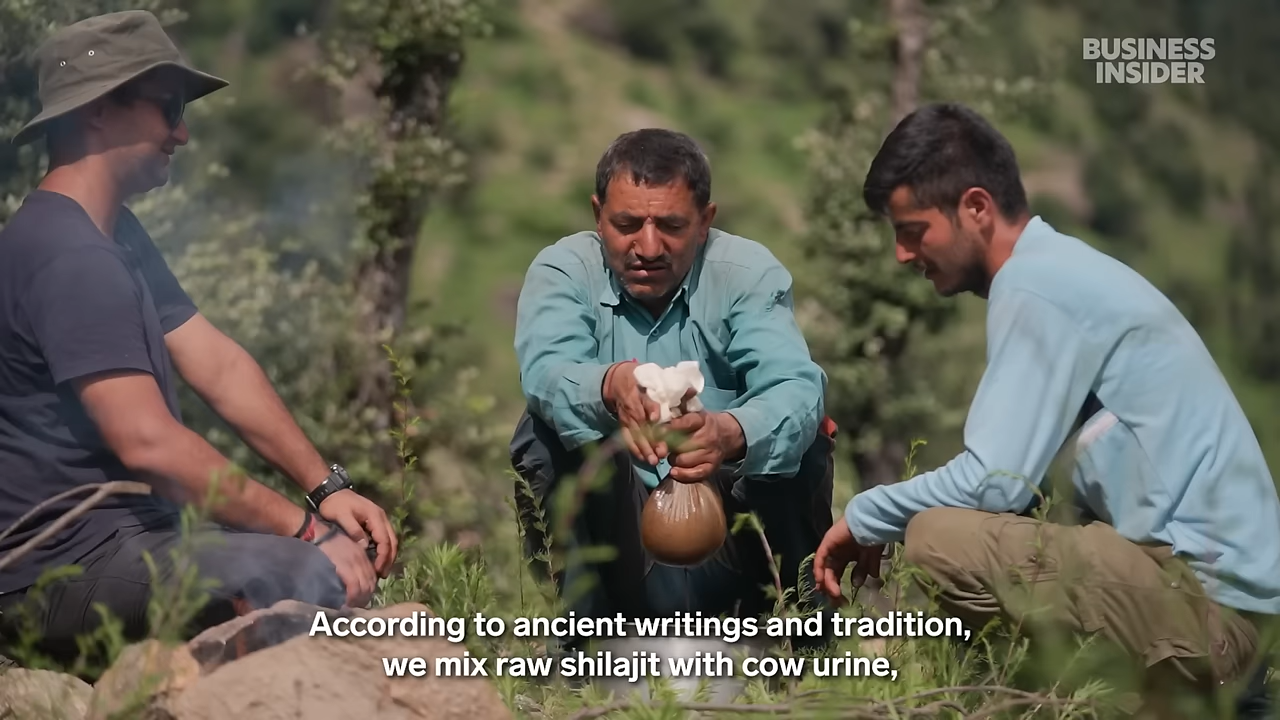 BUSINESS
INSIDER
According to ancient writings and tradition,
we mix raw shilajit with cow urine,